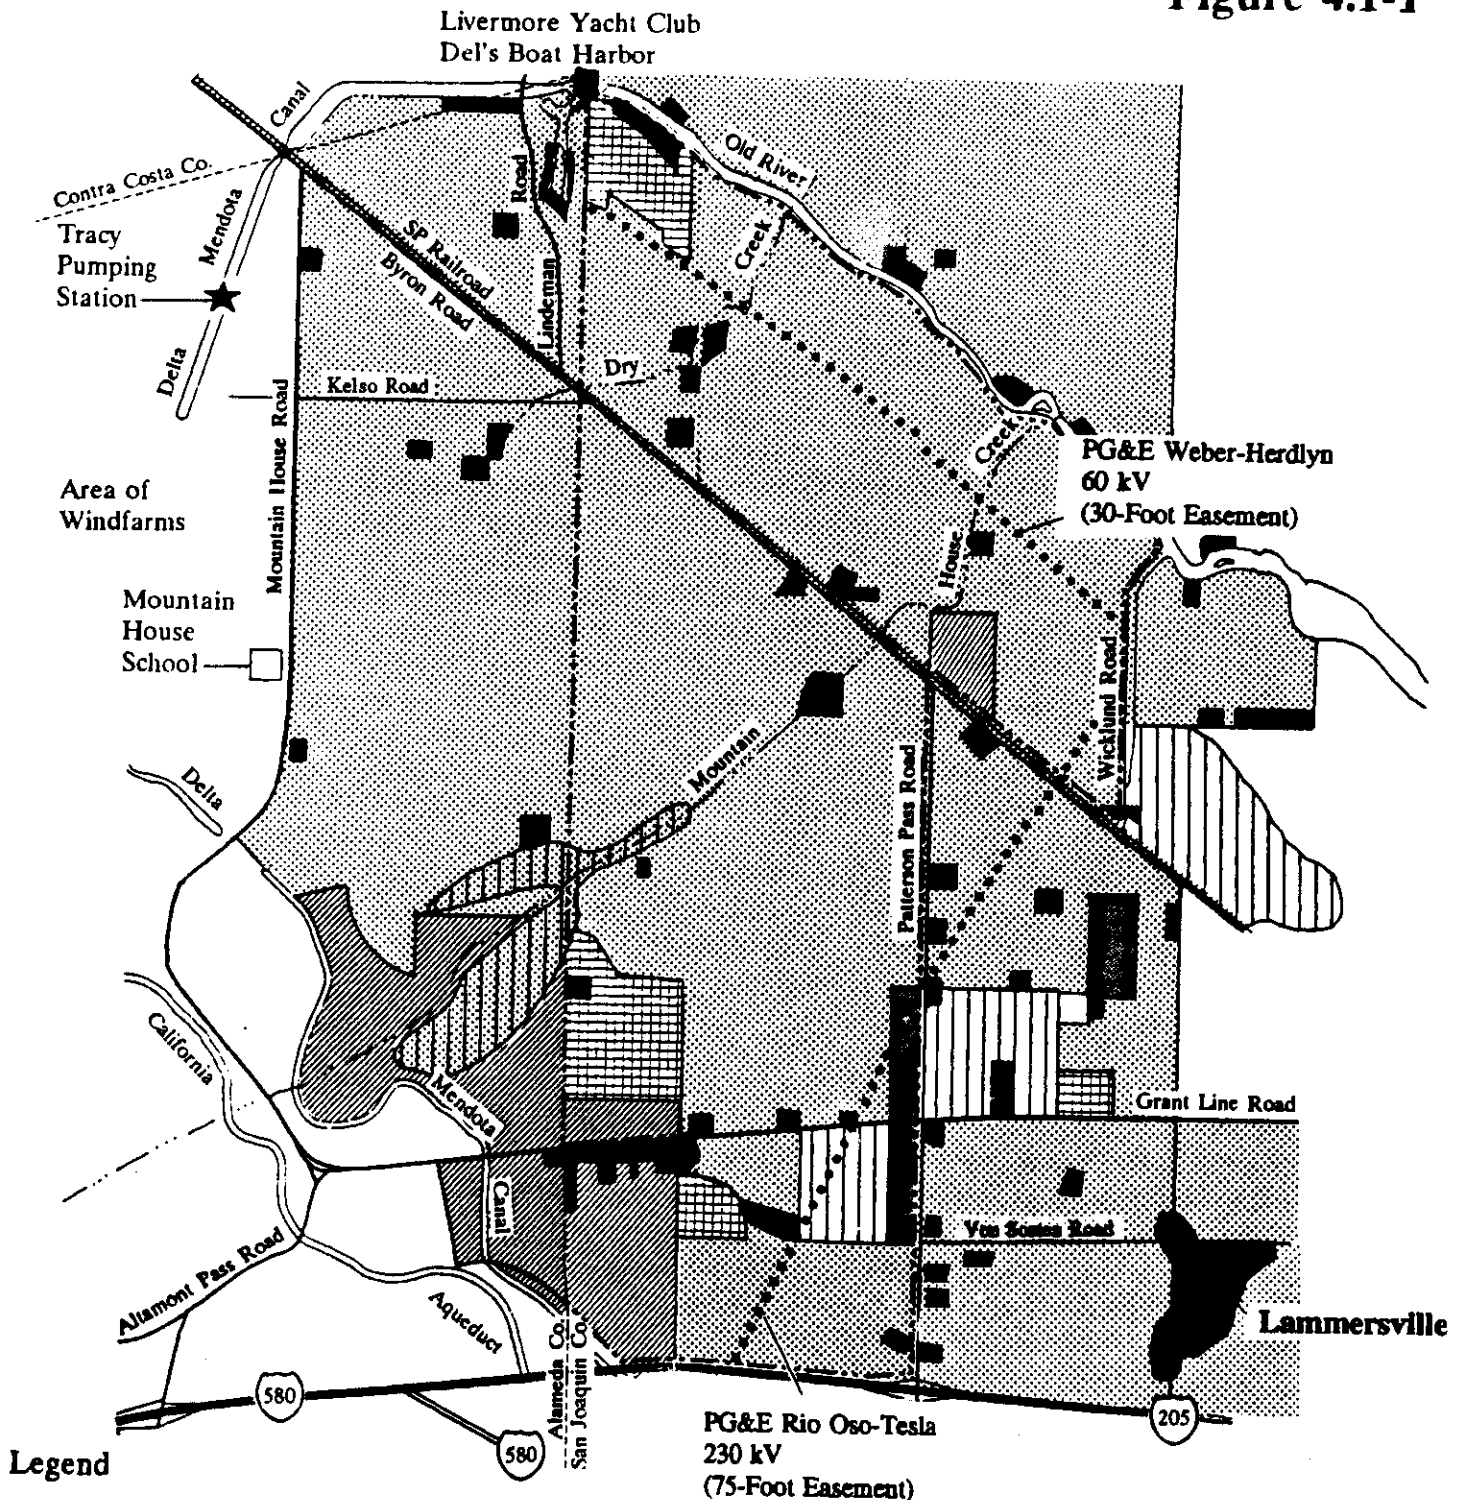 Figure 4.1-1
Livermore Yacht Club
Del's Boat Harbor
Canal
Contra Costa Co.
Mendota
Tracy
Pumping
Station
Delta
Road
Lindeman
SP Railroad
Byron Road
Old River
Creek
Dry
Kelso Road
Mountain House Road
Area of
Windfarms
Mountain
House
School
Creek
PG&E Weber-Herdlyn
60 kV
(30-Foot Easement)
House
Wicklund Road
Mountain
Patterson Pass Road
Delta
California
Mendota
Canal
Grant Line Road
Von Sosten Road
Altamont Pass Road
Aqueduct
Lammersville
Alameda Co.
San Joaquin Co.
580
580
205
PG&E Rio Oso-Tesla
230 kV
(75-Foot Easement)
Legend